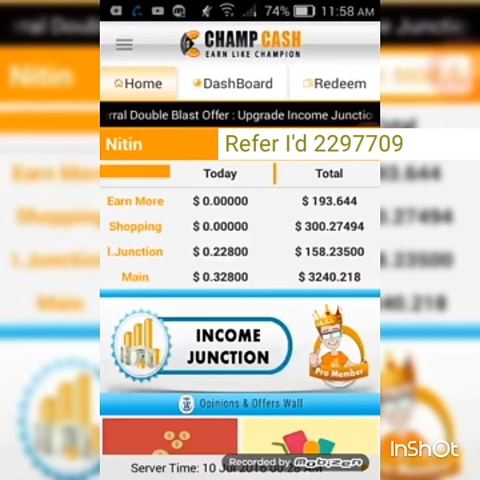 74% 11:58 AM
CHAMP CASH
EARN LIKE CHAMPION
Home DashBoard Redeem
rral Double Blast Offer : Upgrade Income Junctio
Nitin Refer I'd 2297709
Today Total
Earn More $ 0.00000 $ 193.644
Shopping $ 0.00000 $ 300.27494
I.Junction $ 0.22800 $ 158.23500
Main $ 0.32800 $ 3240.218
INCOME
JUNCTION
Pro Member
Opinions & Offers Wall
InShOt
Recorded by Mobizen
Server Time: 10 Jul 2016